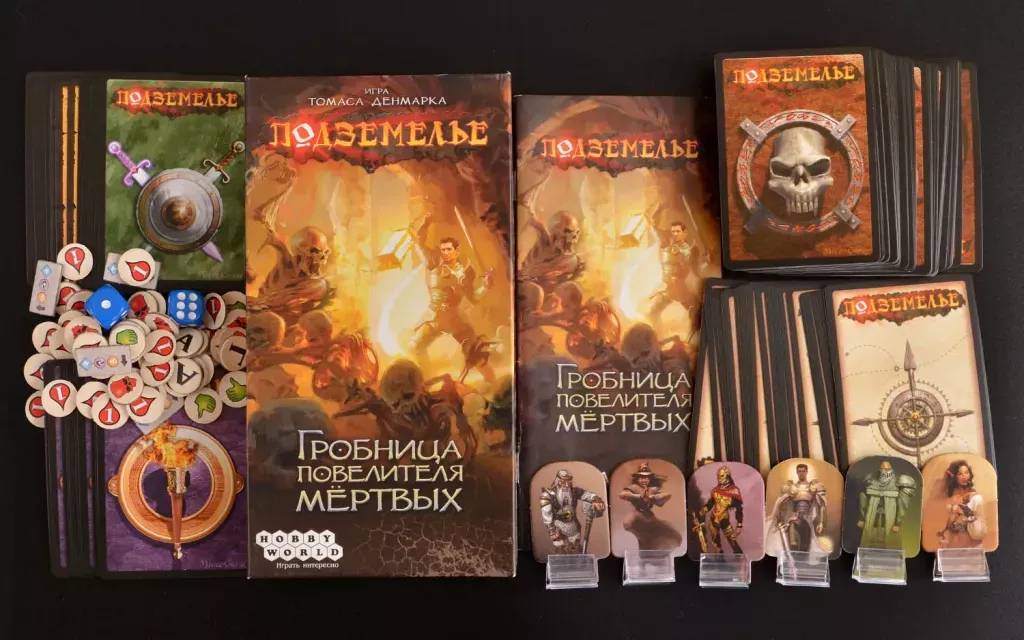 ПОДЗЕМЕЛЬЕ
ИГРА
ТОМАСА ДЕНМАРКА
ПОДЗЕМЕЛЬЕ
ГРОБНИЦА
ПОВЕЛИТЕЛЯ
МЁРТВЫХ
HOBBY
WORLD
Играть интересно
ПОДЗЕМЕЛЬЕ
ГРОБНИЦА
ПОВЕЛИТЕЛЯ
МЁРТВЫХ
ПОДЗЕМЕЛЬЕ
ПОДЗЕМЕЛЬЕ